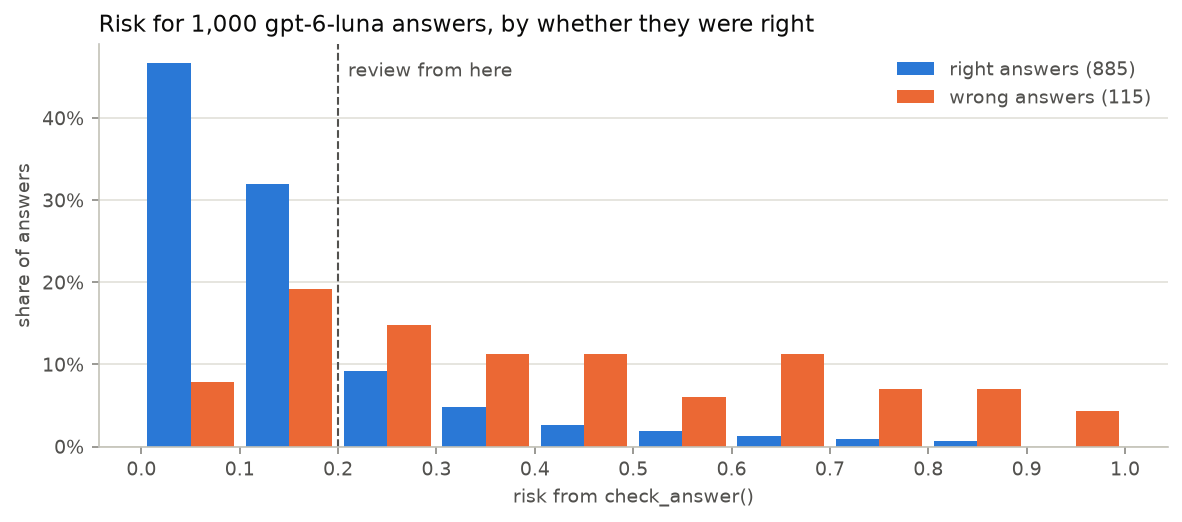 Risk for 1,000 gpt-6-luna answers, by whether they were right
review from here
right answers (885)
wrong answers (115)
share of answers
40%
30%
20%
10%
0%
0.0 0.1 0.2 0.3 0.4 0.5 0.6 0.7 0.8 0.9 1.0
risk from check_answer()